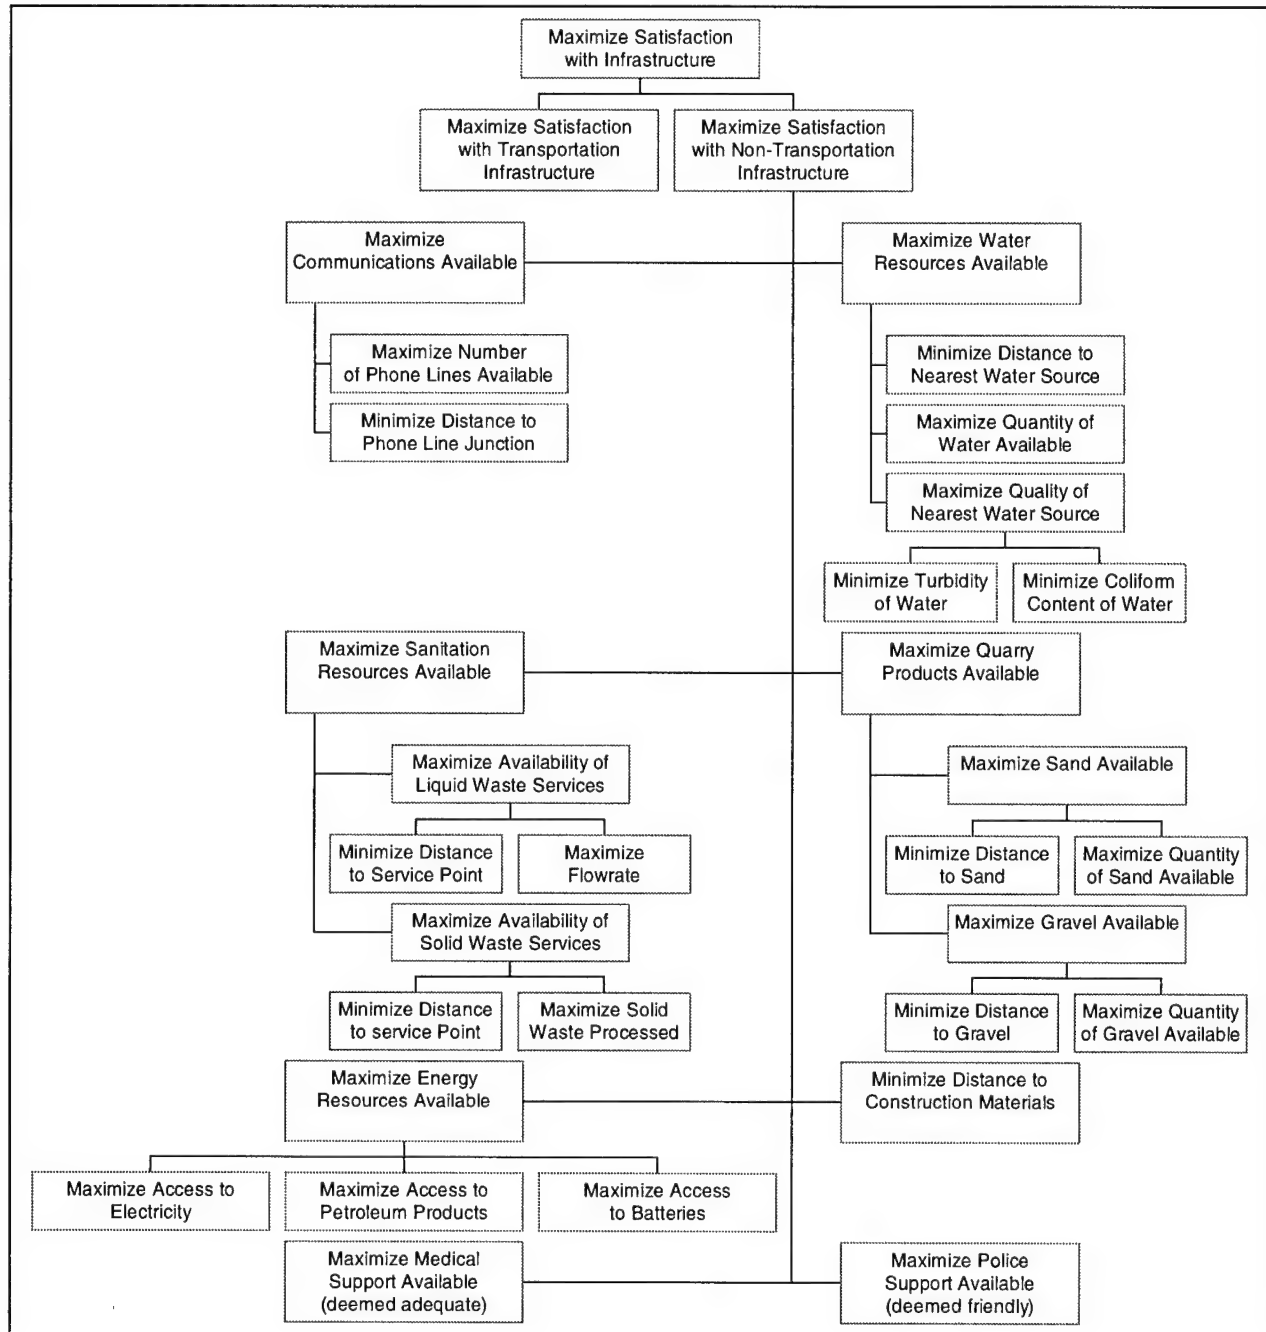 Maximize Satisfaction
with Infrastructure
Maximize Satisfaction
with Transportation
Infrastructure
Maximize Satisfaction
with Non-Transportation
Infrastructure
Maximize
Communications Available
Maximize Water
Resources Available
Maximize Number
of Phone Lines Available
Minimize Distance to
Phone Line Junction
Minimize Distance to
Nearest Water Source
Maximize Quantity of
Water Available
Maximize Quality of
Nearest Water Source
Minimize Turbidity
of Water
Minimize Coliform
Content of Water
Maximize Sanitation
Resources Available
Maximize Quarry
Products Available
Maximize Availability of
Liquid Waste Services
Minimize Distance
to Service Point
Maximize
Flowrate
Maximize Availability of
Solid Waste Services
Minimize Distance
to service Point
Maximize Solid
Waste Processed
Maximize Sand Available
Minimize Distance
to Sand
Maximize Quantity
of Sand Available
Maximize Gravel Available
Minimize Distance
to Gravel
Maximize Quantity
of Gravel Available
Maximize Energy
Resources Available
Minimize Distance to
Construction Materials
Maximize Access to
Electricity
Maximize Access to
Petroleum Products
Maximize Access
to Batteries
Maximize Medical
Support Available
(deemed adequate)
Maximize Police
Support Available
(deemed friendly)